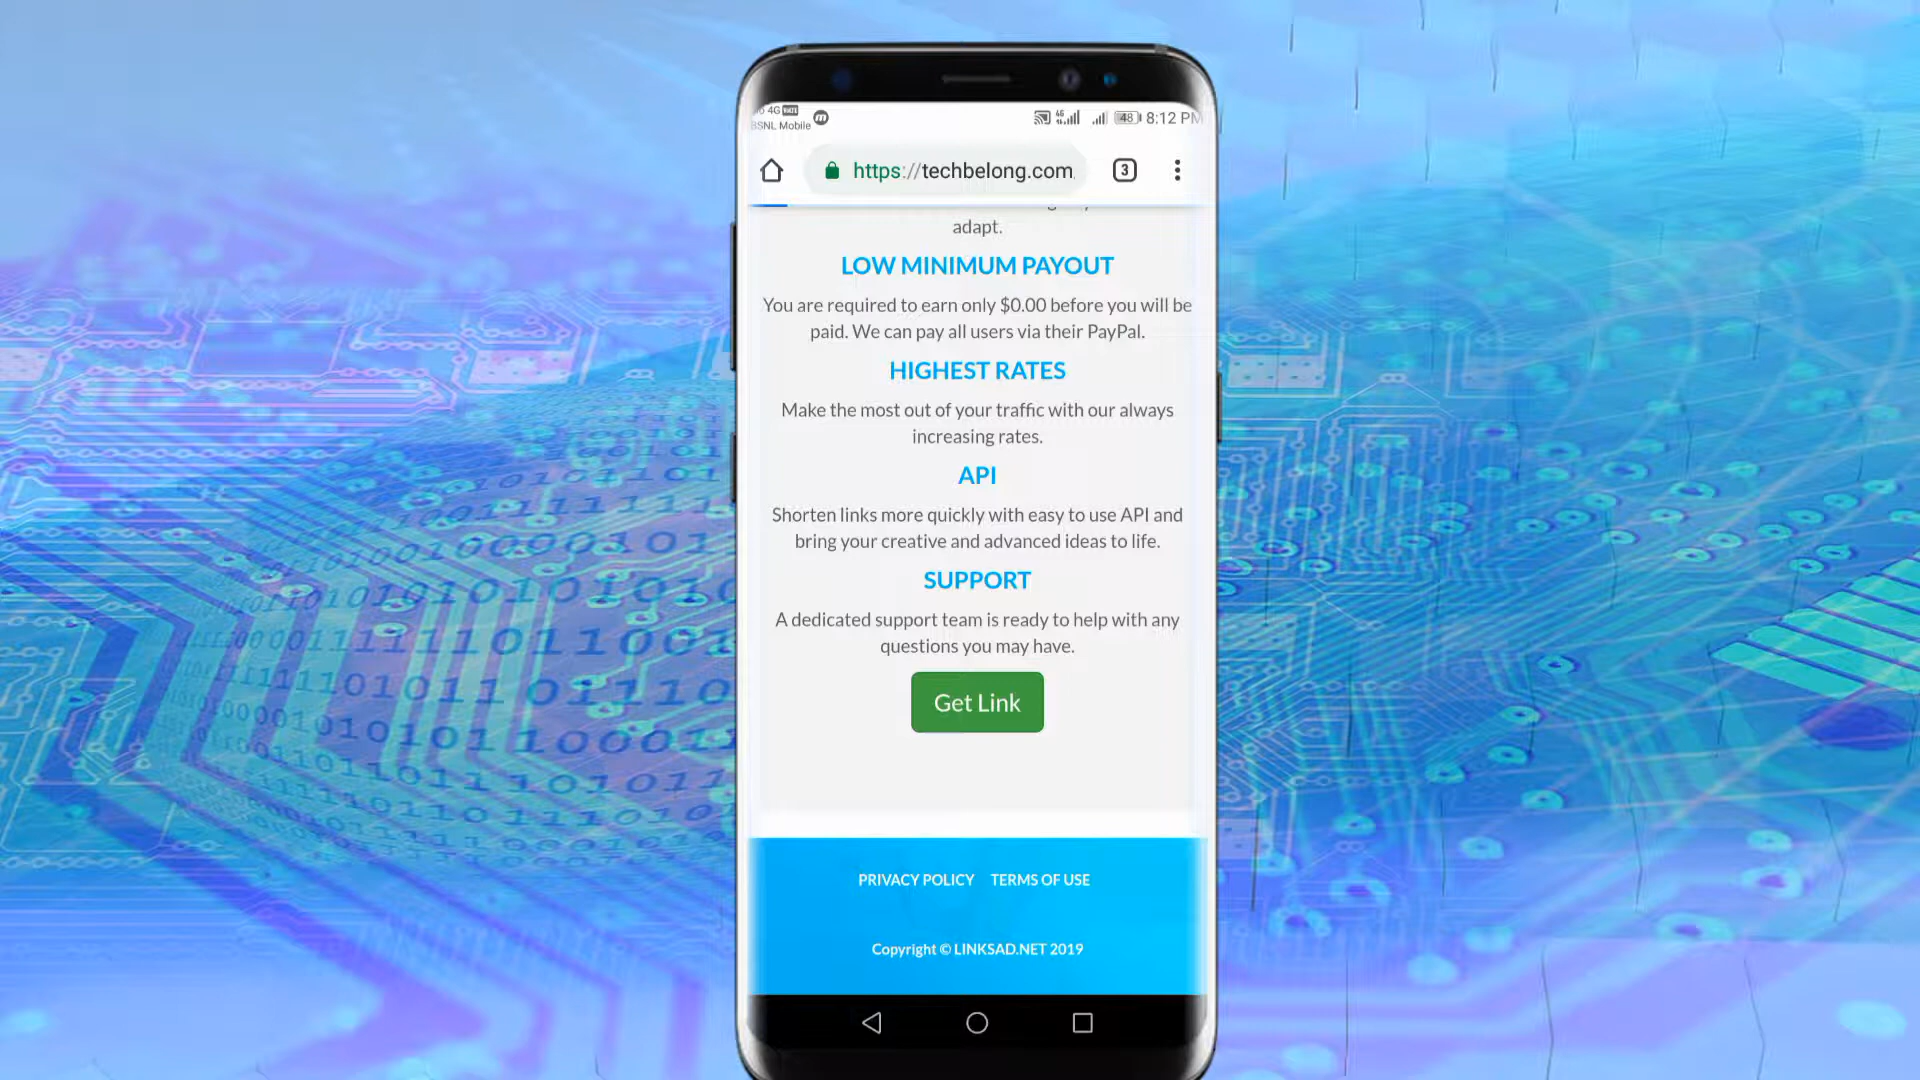 4G VoLTE
BSNL Mobile
4G
48
8:12 PM
https://techbelong.com
3
adapt.
LOW MINIMUM PAYOUT
You are required to earn only $0.00 before you will be
paid. We can pay all users via their PayPal.
HIGHEST RATES
Make the most out of your traffic with our always
increasing rates.
API
Shorten links more quickly with easy to use API and
bring your creative and advanced ideas to life.
SUPPORT
A dedicated support team is ready to help with any
questions you may have.
Get Link
PRIVACY POLICY TERMS OF USE
Copyright © LINKSAD.NET 2019